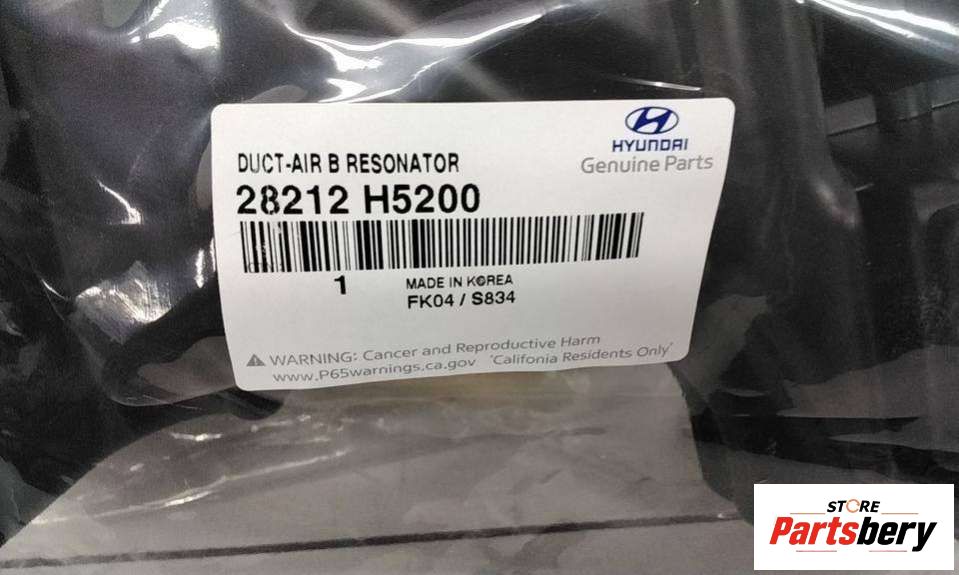 HYUNDAI
Genuine Parts
DUCT-AIR B RESONATOR
28212 H5200
1
MADE IN KOREA
FK04 / S834
WARNING: Cancer and Reproductive Harm
www.P65warnings.ca.gov 'Califonia Residents Only'
STORE
Partsbery